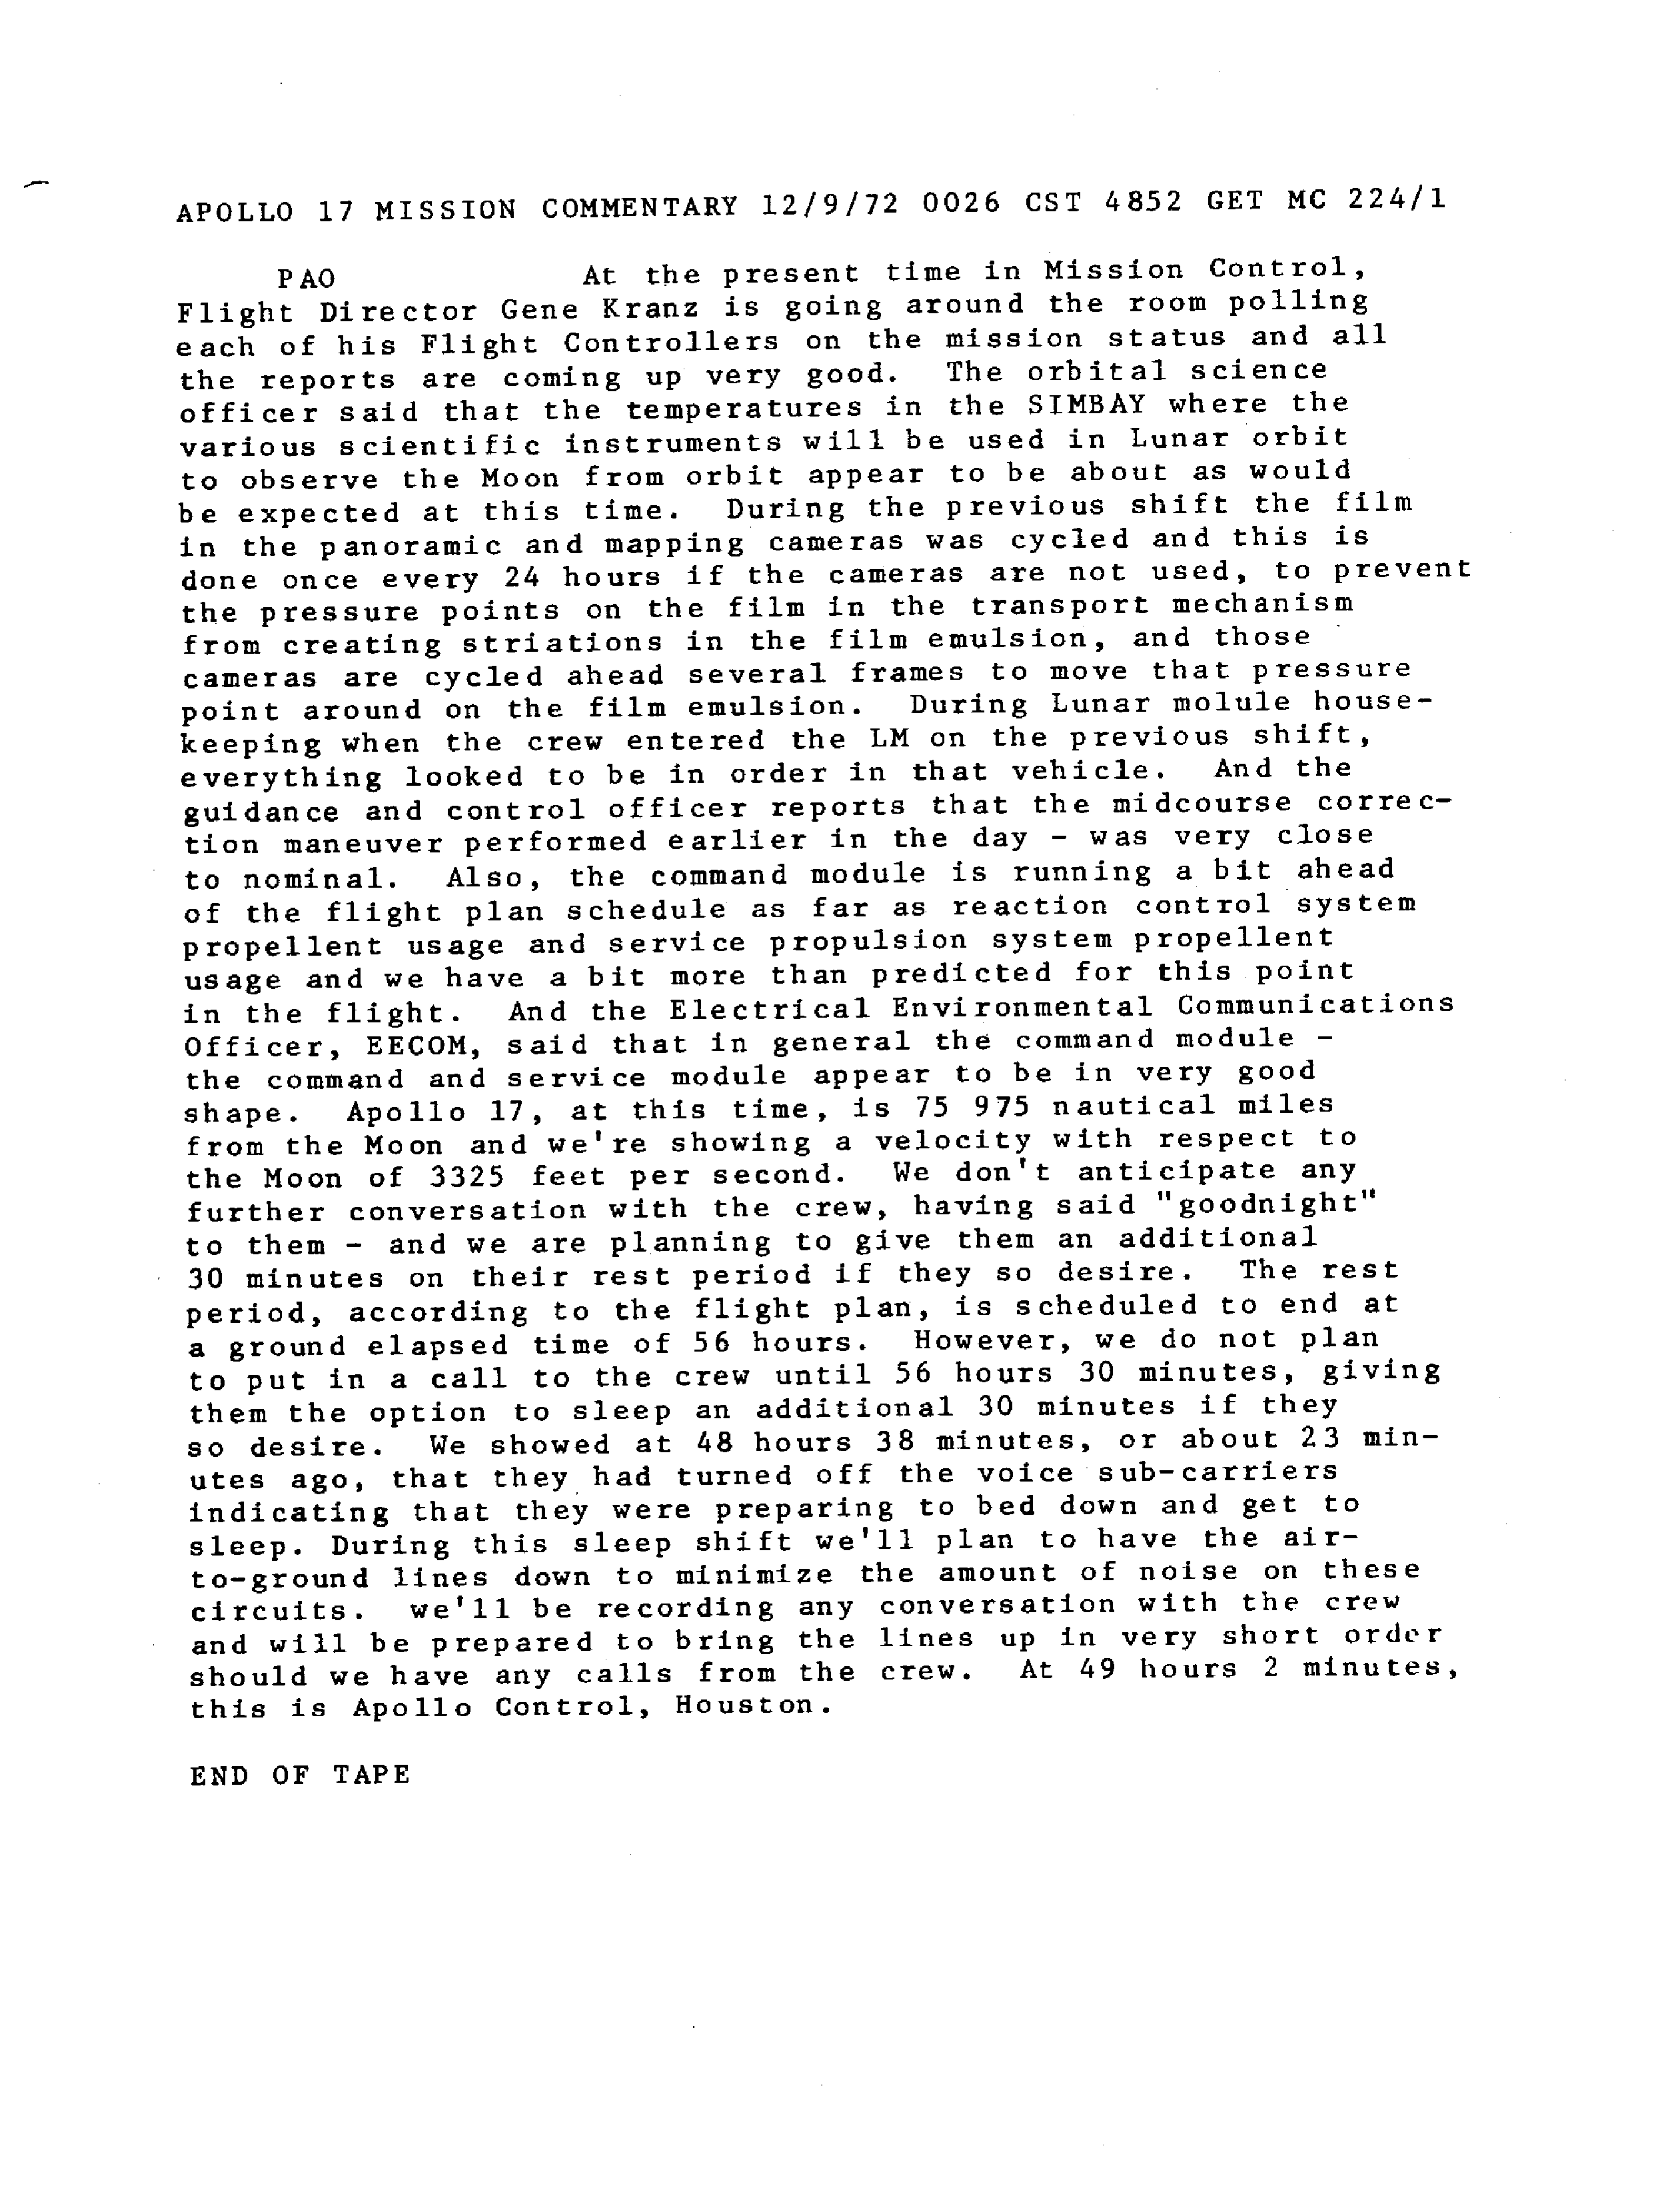 APOLLO 17 MISSION COMMENTARY 12/9/72 0026 CST 4852 GET MC 224/1
PAO At the present time in Mission Control,
Flight Director Gene Kranz is going around the room polling
each of his Flight Controllers on the mission status and all
the reports are coming up very good. The orbital science
officer said that the temperatures in the SIMBAY where the
various scientific instruments will be used in Lunar orbit
to observe the Moon from orbit appear to be about as would
be expected at this time. During the previous shift the film
in the panoramic and mapping cameras was cycled and this is
done once every 24 hours if the cameras are not used, to prevent
the pressure points on the film in the transport mechanism
from creating striations in the film emulsion, and those
cameras are cycled ahead several frames to move that pressure
point around on the film emulsion. During Lunar molule house-
keeping when the crew entered the LM on the previous shift,
everything looked to be in order in that vehicle. And the
guidance and control officer reports that the midcourse correc-
tion maneuver performed earlier in the day - was very close
to nominal. Also, the command module is running a bit ahead
of the flight plan schedule as far as reaction control system
propellent usage and service propulsion system propellent
usage and we have a bit more than predicted for this point
in the flight. And the Electrical Environmental Communications
Officer, EECOM, said that in general the command module -
the command and service module appear to be in very good
shape. Apollo 17, at this time, is 75 975 nautical miles
from the Moon and we're showing a velocity with respect to
the Moon of 3325 feet per second. We don't anticipate any
further conversation with the crew, having said "goodnight"
to them - and we are planning to give them an additional
30 minutes on their rest period if they so desire. The rest
period, according to the flight plan, is scheduled to end at
a ground elapsed time of 56 hours. However, we do not plan
to put in a call to the crew until 56 hours 30 minutes, giving
them the option to sleep an additional 30 minutes if they
so desire. We showed at 48 hours 38 minutes, or about 23 min-
utes ago, that they had turned off the voice sub-carriers
indicating that they were preparing to bed down and get to
sleep. During this sleep shift we'll plan to have the air-
to-ground lines down to minimize the amount of noise on these
circuits. we'll be recording any conversation with the crew
and will be prepared to bring the lines up in very short order
should we have any calls from the crew. At 49 hours 2 minutes,
this is Apollo Control, Houston.
END OF TAPE